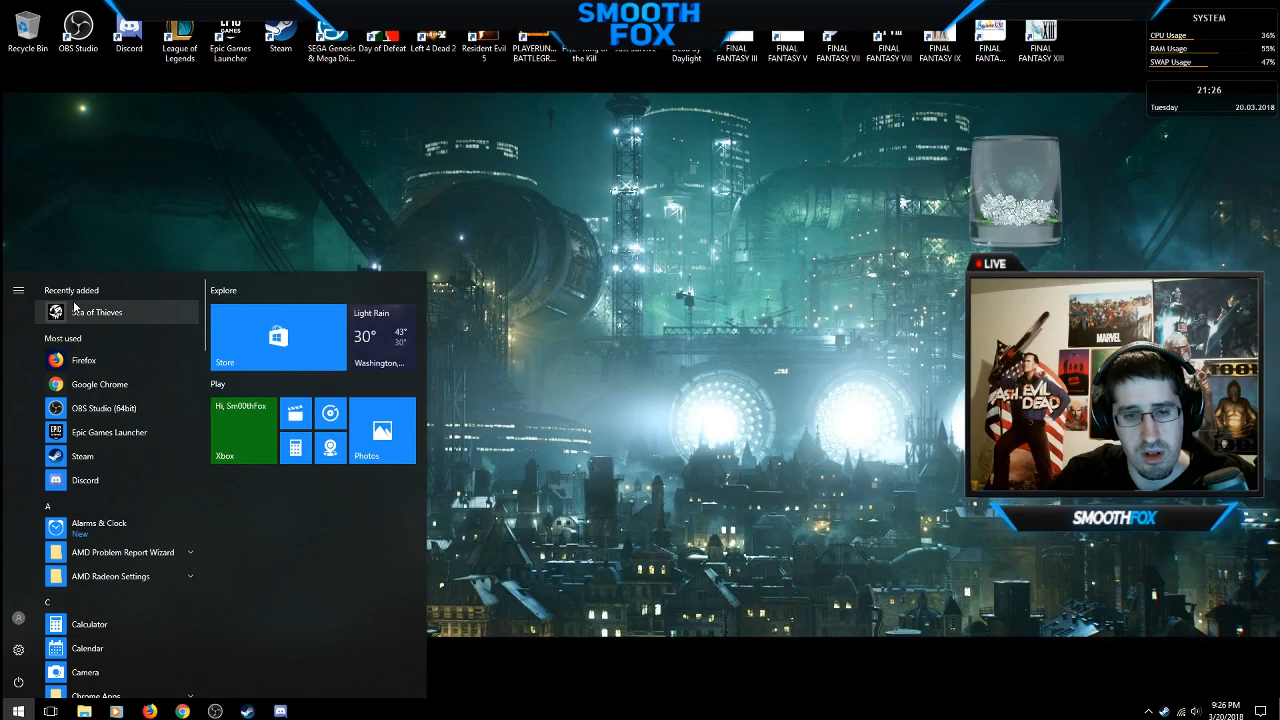 SMOOTH
FOX
Recycle Bin
OBS Studio
Discord
League of
Legends
Epic Games
Launcher
Steam
SEGA Genesis
& Mega Dri...
Day of Defeat
Left 4 Dead 2
Resident Evil
5
PLAYERUN...
BATTLEGR...
the Kill
Daylight
FINAL
FANTASY III
FINAL
FANTASY V
FINAL
FANTASY VII
FINAL
FANTASY VIII
FINAL
FANTASY IX
FINAL
FANTA...
FINAL
FANTASY XIII
SYSTEM
CPU Usage 36%
RAM Usage 55%
SWAP Usage 47%
21:26
Tuesday 20.03.2018
Recently added
Sea of Thieves
Most used
Firefox
Google Chrome
OBS Studio (64bit)
Epic Games Launcher
Steam
Discord
A
Alarms & Clock
New
AMD Problem Report Wizard
AMD Radeon Settings
C
Calculator
Calendar
Camera
Chrome Apps
Explore
Store
Light Rain
30° 43°
30°
Washington,...
Play
Hi, Sm00thFox
Xbox
Photos
LIVE
MARVEL
ASH EVIL
DEAD
TOOL
SMOOTHFOX
9:26 PM
3/20/2018